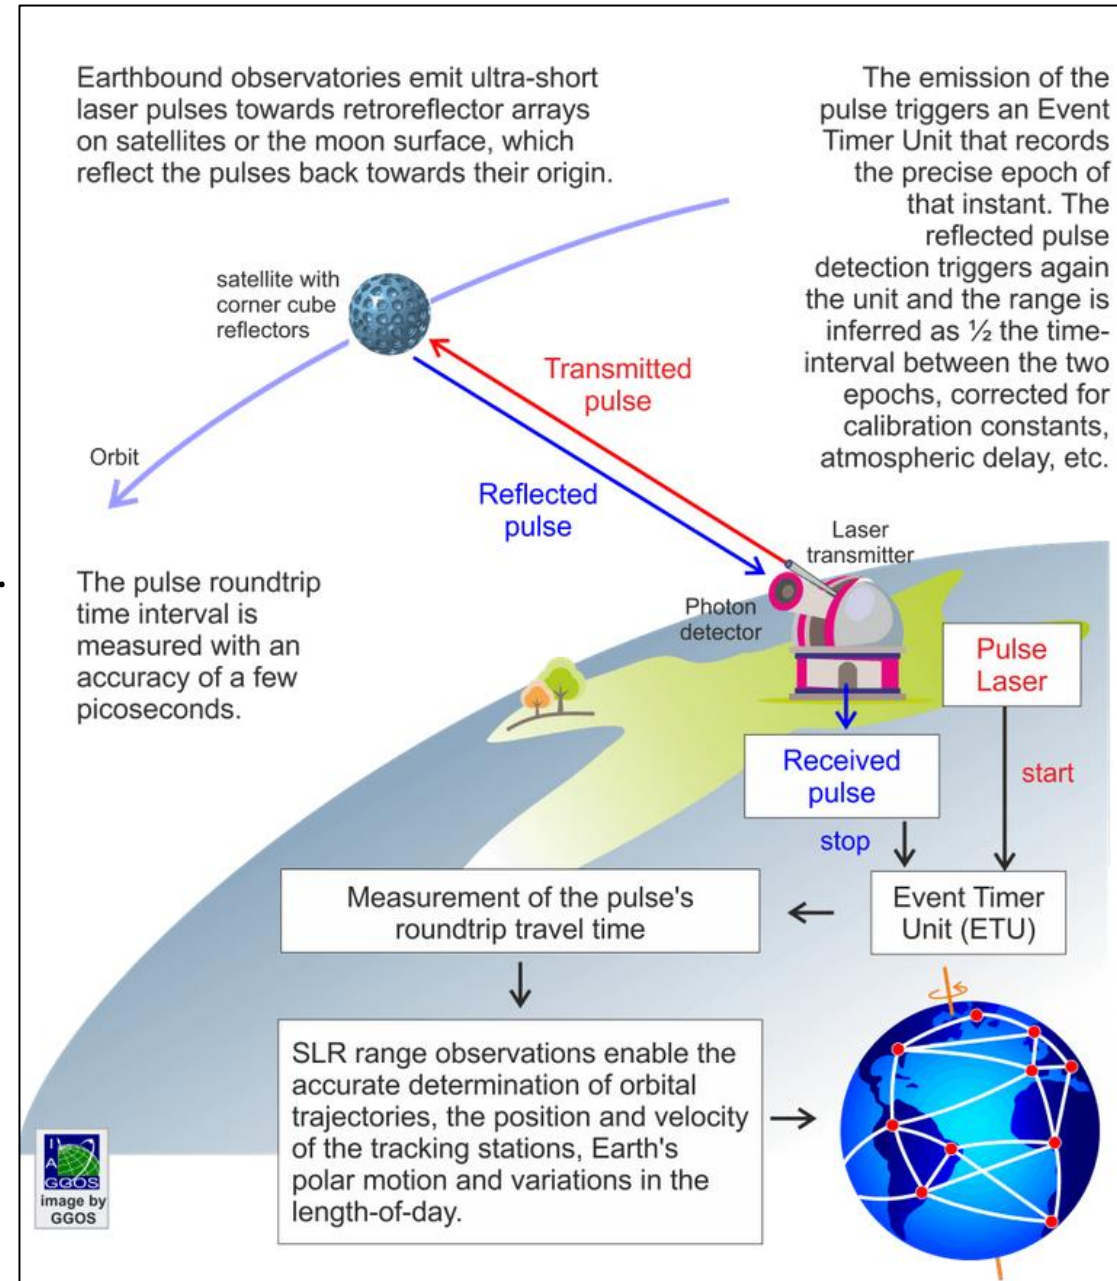 Earthbound observatories emit ultra-short
laser pulses towards retroreflector arrays
on satellites or the moon surface, which
reflect the pulses back towards their origin.
The emission of the
pulse triggers an Event
Timer Unit that records
the precise epoch of
that instant. The
reflected pulse
detection triggers again
the unit and the range is
inferred as ½ the time-
interval between the two
epochs, corrected for
calibration constants,
atmospheric delay, etc.
satellite with
corner cube
reflectors
Transmitted
pulse
Orbit
Reflected
pulse
Laser
transmitter
The pulse roundtrip
time interval is
measured with an
accuracy of a few
picoseconds.
Photon
detector
Pulse
Laser
Received
pulse
start
stop
Measurement of the pulse's
roundtrip travel time
Event Timer
Unit (ETU)
SLR range observations enable the
accurate determination of orbital
trajectories, the position and velocity
of the tracking stations, Earth's
polar motion and variations in the
length-of-day.
I
A
G
GGOS
image by
GGOS